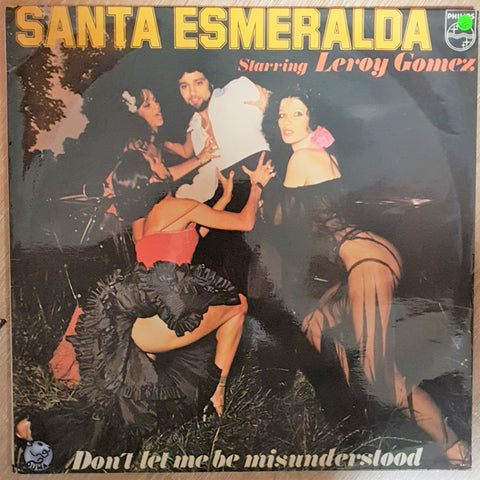 SANTA ESMERALDA
PHILIPS
Starring Leroy Gomez
Don't let me be misunderstood